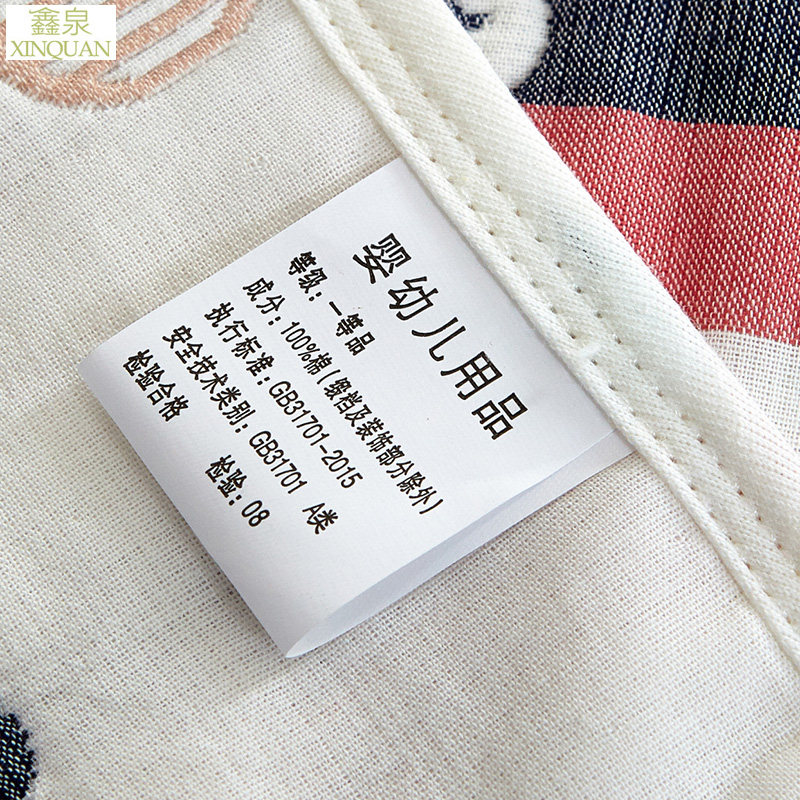 鑫泉
XINQUAN
婴幼儿用品
等级：一等品
成分：100%棉（缎档及装饰部分除外）
执行标准：GB31701-2015
安全技术类别：GB31701 A类
检验合格 检验：08